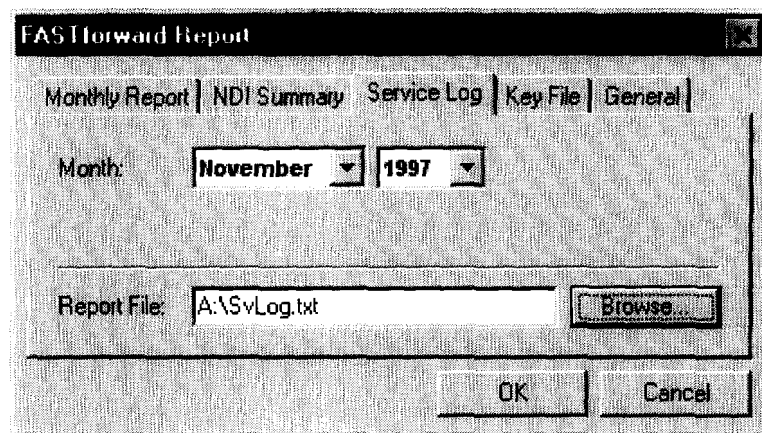 FASTforward Report
Monthly Report NDI Summary Service Log Key File General
Month: November 1997
Report File: A:\SvLog.txt Browse...
OK Cancel